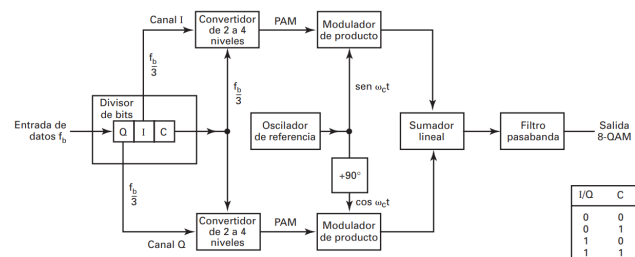 Canal I
Convertidor
de 2 a 4
niveles
PAM
Modulador
de producto
f_b
3
f_b
3
sen ω_ct
Divisor
de bits
Entrada de
datos f_b
Q I C
Oscilador
de referencia
Sumador
lineal
Filtro
pasabanda
Salida
8-QAM
f_b
3
+90°
cos ω_ct
Convertidor
de 2 a 4
niveles
PAM
Modulador
de producto
Canal Q
I/Q C
0 0
0 1
1 0
1 1